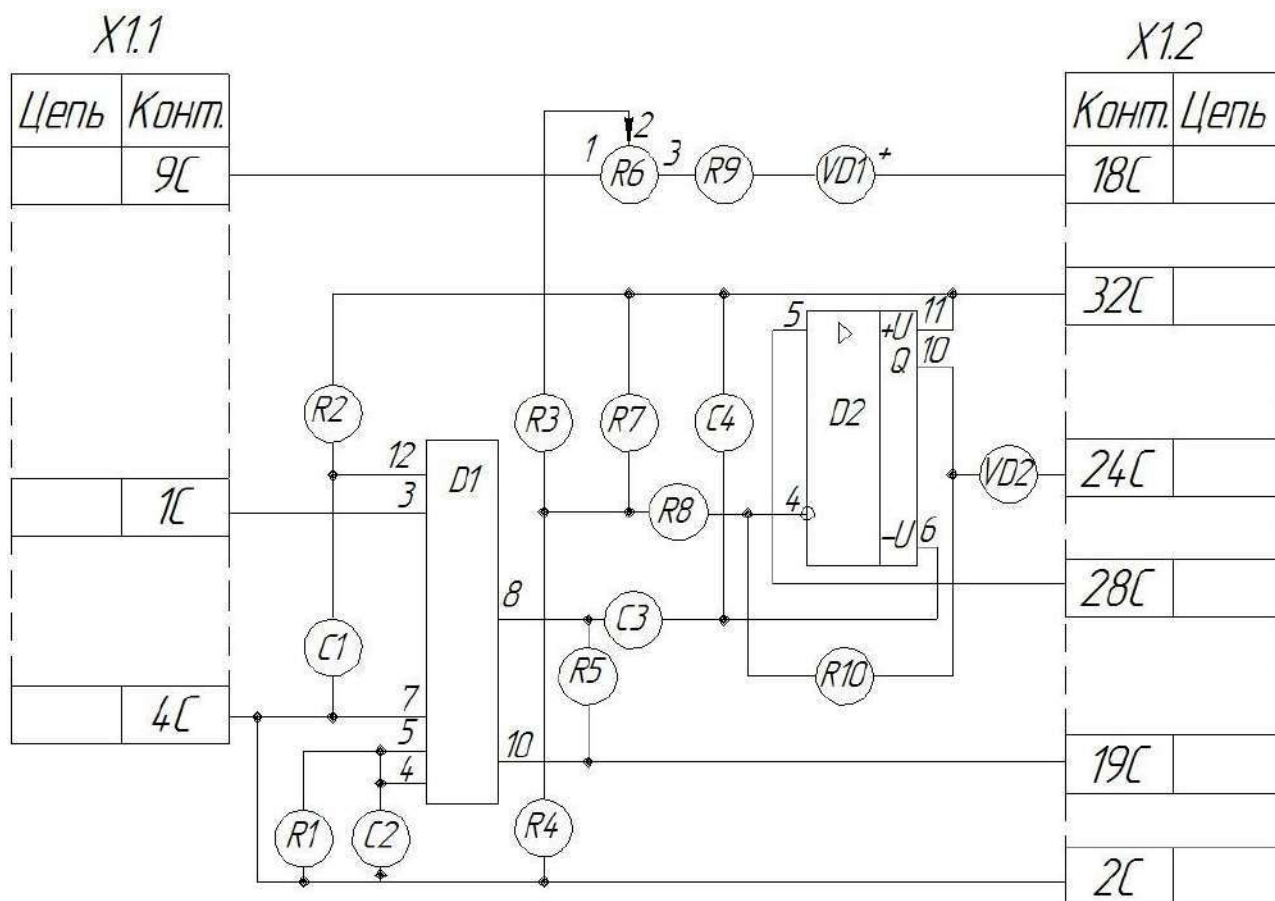 X1.1
X1.2
Цепь Конт.
Конт. Цепь
9С
1 R6 2 3 R9 VD1 +
18С
32С
5 +U 11
Q 10
R2
R3 R7 C4 D2
12 D1
VD2 24С
1С
3
R8 4
-U 6
28С
8 C3
C1
R5 R10
4С
7
5
10
19С
4
R1 C2 R4
2С